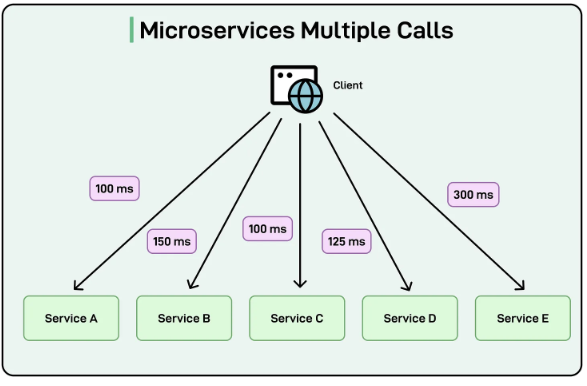 Microservices Multiple Calls
Client
100 ms
300 ms
150 ms
100 ms
125 ms
Service A
Service B
Service C
Service D
Service E